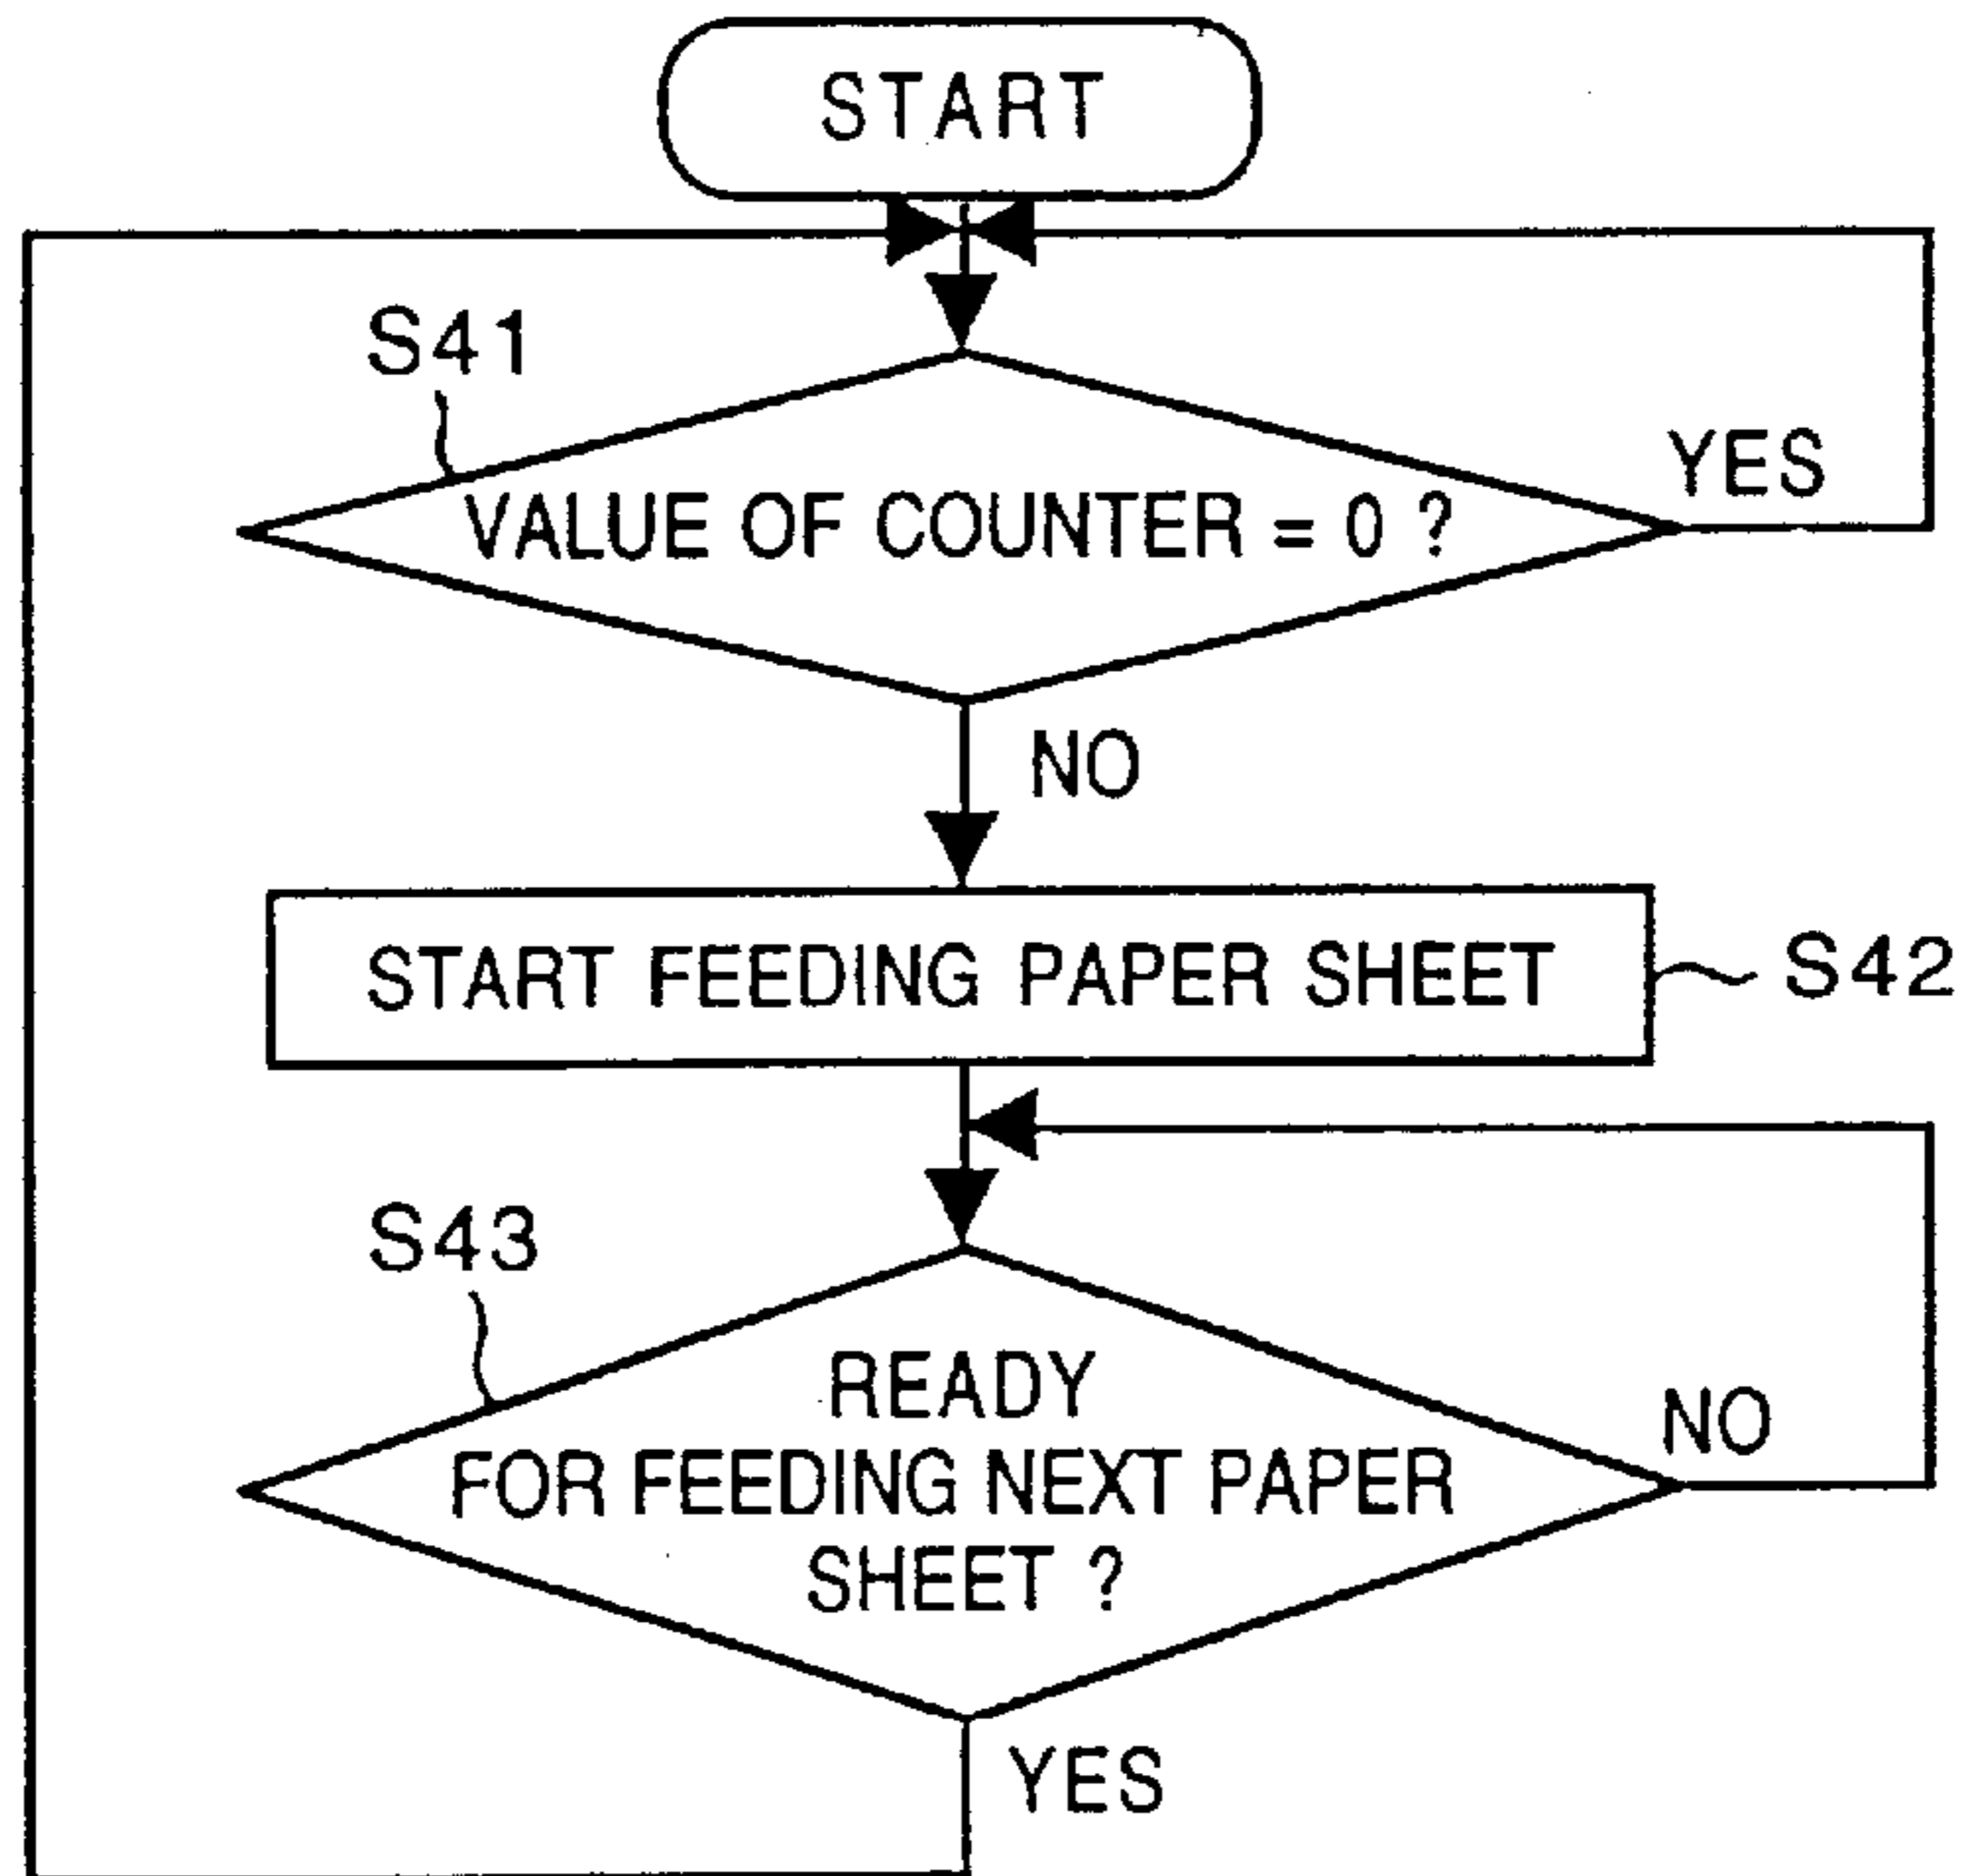 START
S41
YES
VALUE OF COUNTER = 0 ?
NO
START FEEDING PAPER SHEET
S42
S43
READY
NO
FOR FEEDING NEXT PAPER
SHEET ?
YES